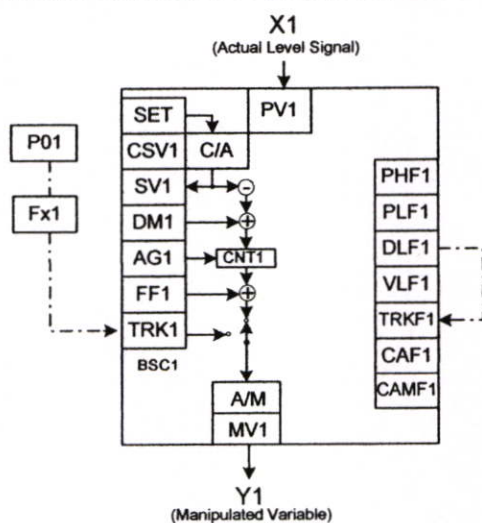 X1
(Actual Level Signal)
PV1
SET
CSV1 C/A
SV1
DM1
AG1 CNT1
FF1
TRK1
BSC1
P01
Fx1
PHF1
PLF1
DLF1
VLF1
TRKF1
CAF1
CAMF1
A/M
MV1
Y1
(Manipulated Variable)